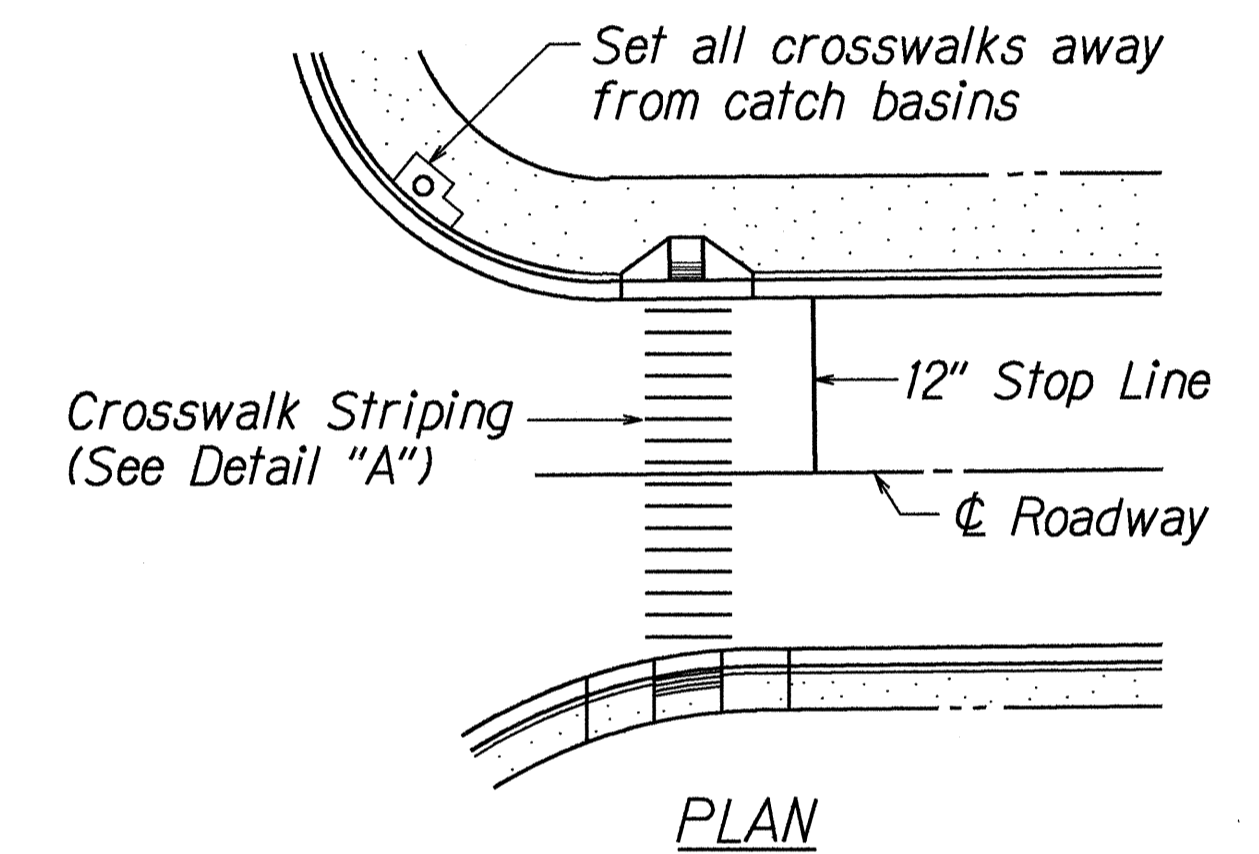 Set all crosswalks away
from catch basins
12" Stop Line
Crosswalk Striping
(See Detail "A")
℄ Roadway
PLAN